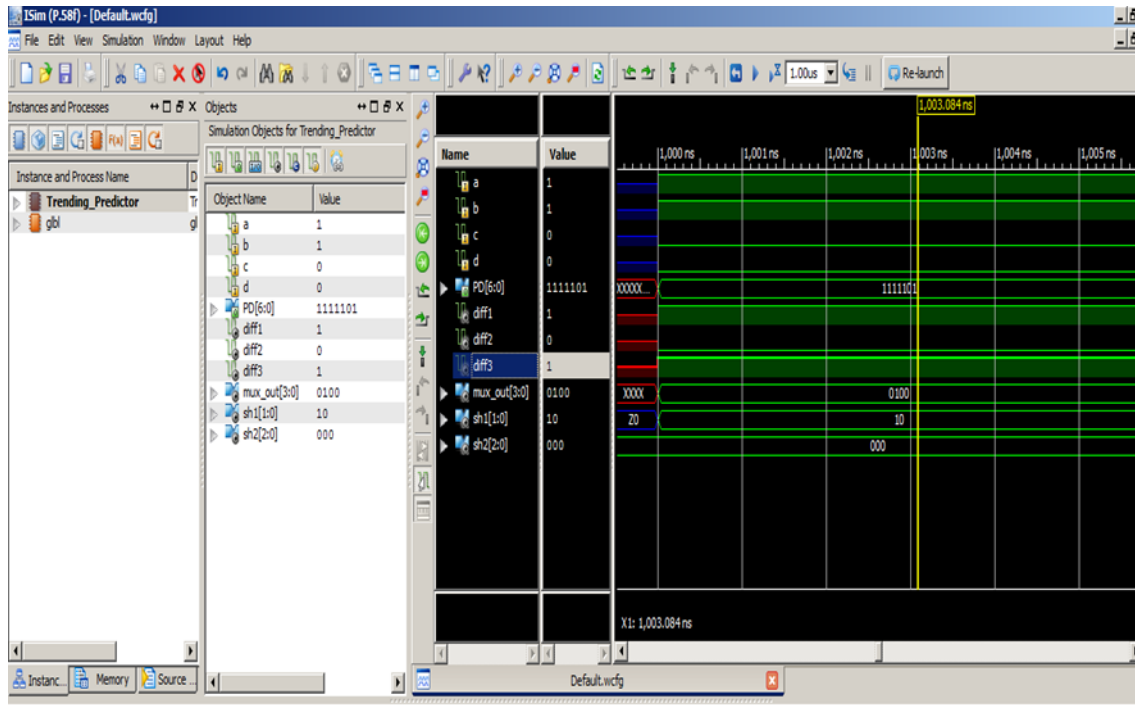 ISim (P.58f) - [Default.wcfg]
File Edit View Simulation Window Layout Help
1.00us Re-launch
Instances and Processes
Instance and Process Name D
Trending_Predictor Tr
glbl gl
Instanc... Memory Source ...
Objects
Simulation Objects for Trending_Predictor
Object Name Value
a 1
b 1
c 0
d 0
PD[6:0] 1111101
diff1 1
diff2 0
diff3 1
mux_out[3:0] 0100
sh1[1:0] 10
sh2[2:0] 000
Name Value
a 1
b 1
c 0
d 0
PD[6:0] 1111101
diff1 1
diff2 0
diff3 1
mux_out[3:0] 0100
sh1[1:0] 10
sh2[2:0] 000
1,003.084 ns
1,000 ns 1,001 ns 1,002 ns 1,003 ns 1,004 ns 1,005 ns
XXXXX... 1111101
XXXX 0100
Z0 10
000
X1: 1,003.084 ns
Default.wcfg